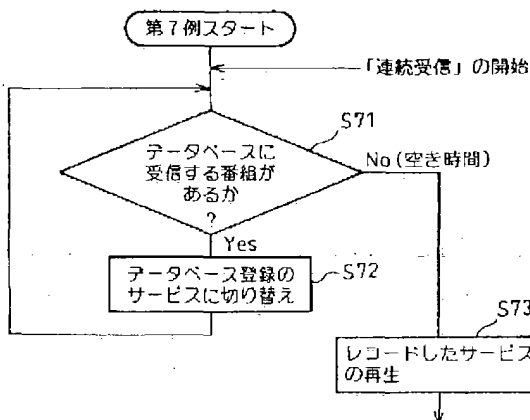 第7例スタート
「連続受信」の開始
S71
データベースに
受信する番組が
あるか
?
No(空き時間)
Yes
データベース登録の
サービスに切り替え
S72
S73
レコードしたサービス
の再生